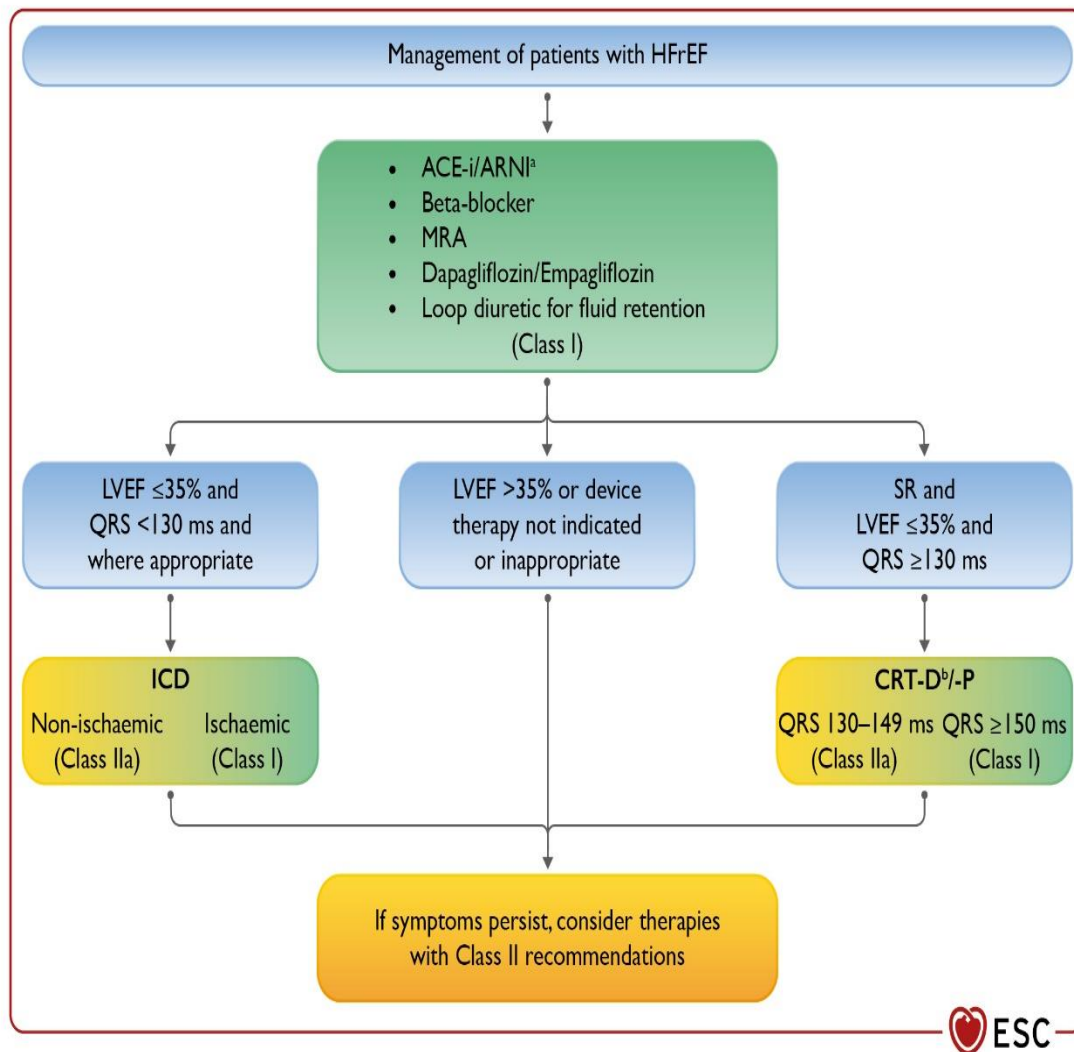 Management of patients with HFrEF
• ACE-i/ARNIᵃ
• Beta-blocker
• MRA
• Dapagliflozin/Empagliflozin
• Loop diuretic for fluid retention
(Class I)
LVEF ≤35% and
QRS <130 ms and
where appropriate
LVEF >35% or device
therapy not indicated
or inappropriate
SR and
LVEF ≤35% and
QRS ≥130 ms
ICD
Non-ischaemic
(Class IIa)
Ischaemic
(Class I)
CRT-Dᵇ/-P
QRS 130–149 ms
(Class IIa)
QRS ≥150 ms
(Class I)
If symptoms persist, consider therapies
with Class II recommendations
ESC